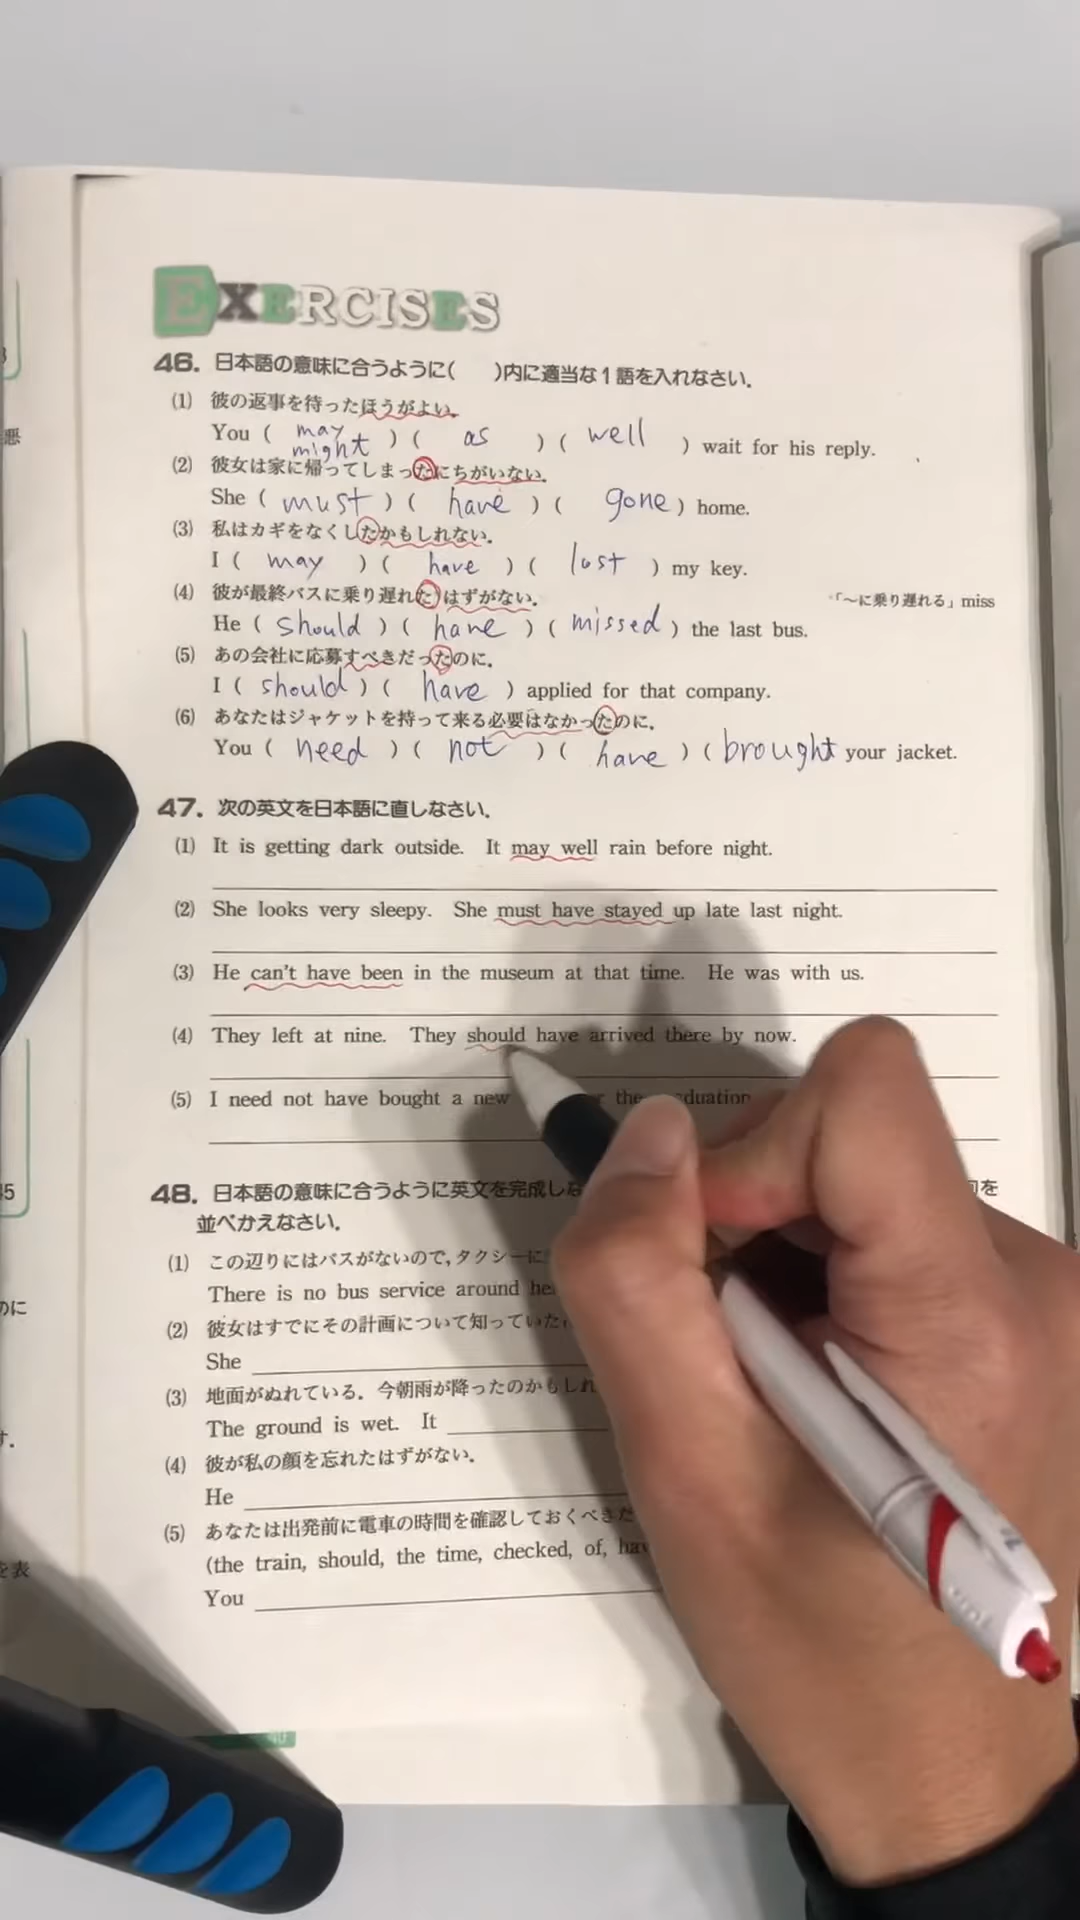 EXERCISES
46. 日本語の意味に合うように(　　)内に適当な1語を入れなさい.
(1) 彼の返事を待ったほうがよい.
You ( may might ) ( as ) ( well ) wait for his reply.
(2) 彼女は家に帰ってしまったにちがいない.
She ( must ) ( have ) ( gone ) home.
(3) 私はカギをなくしたかもしれない.
I ( may ) ( have ) ( lost ) my key.
(4) 彼が最終バスに乗り遅れたはずがない. 「〜に乗り遅れる」miss
He ( should ) ( have ) ( missed ) the last bus.
(5) あの会社に応募すべきだったのに.
I ( should ) ( have ) applied for that company.
(6) あなたはジャケットを持って来る必要はなかったのに.
You ( need ) ( not ) ( have ) ( brought your jacket.
47. 次の英文を日本語に直しなさい.
(1) It is getting dark outside. It may well rain before night.
(2) She looks very sleepy. She must have stayed up late last night.
(3) He can't have been in the museum at that time. He was with us.
(4) They left at nine. They should have arrived there by now.
(5) I need not have bought a new the
48. 日本語の意味に合うように英文を完成し を
並べかえなさい.
(1) この辺りにはバスがないので,タクシーに
There is no bus service around
(2) 彼女はすでにその計画について知っていた
She
(3) 地面がぬれている. 今朝雨が降ったのかもしれ
The ground is wet. It
(4) 彼が私の顔を忘れたはずがない.
He
(5) あなたは出発前に電車の時間を確認しておくべき
(the train, should, the time, checked, of,
You